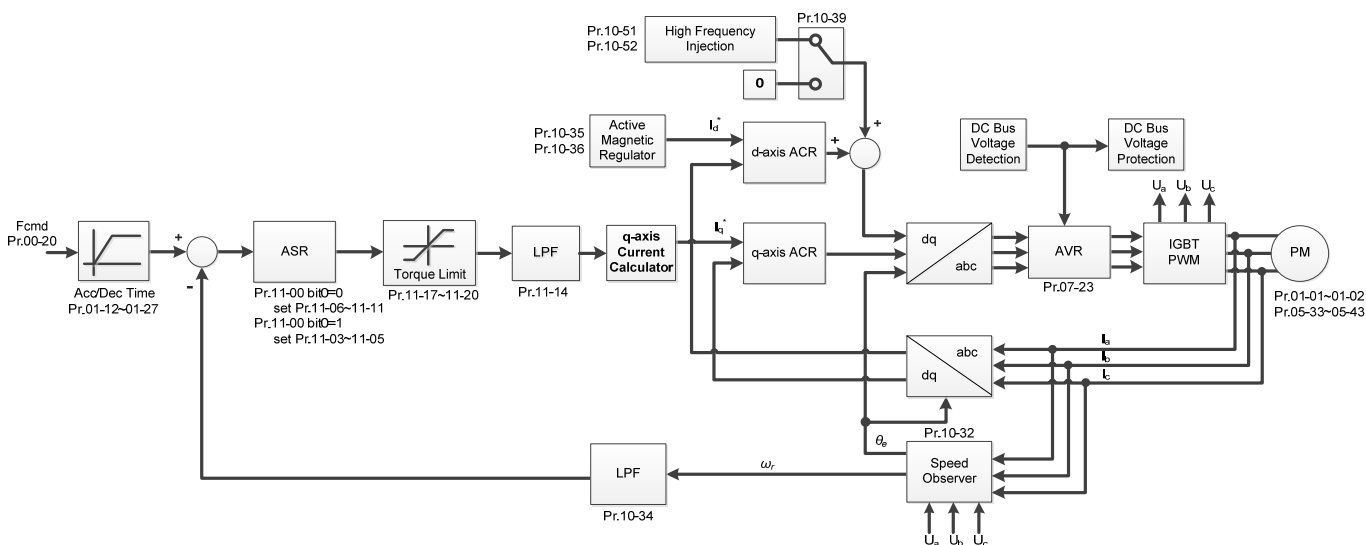 Pr.10-39
Pr.10-51
Pr.10-52
High Frequency
Injection
0
+
Pr.10-35
Pr.10-36
Active
Magnetic
Regulator
Id*
d-axis ACR
+
DC Bus
Voltage
Detection
DC Bus
Voltage
Protection
Ua Ub Uc
Fcmd
Pr.00-20
Acc/Dec Time
Pr.01-12~01-27
+
-
ASR
Pr.11-00 bit0=0
set Pr.11-06~11-11
Pr.11-00 bit0=1
set Pr.11-03~11-05
Torque Limit
Pr.11-17~11-20
LPF
Pr.11-14
q-axis
Current
Calculator
Iq*
q-axis ACR
dq
abc
AVR
Pr.07-23
IGBT
PWM
PM
Pr.01-01~01-02
Pr.05-33~05-43
abc
dq
Ia
Ib
Ic
Pr.10-32
θe
Speed
Observer
ωr
LPF
Pr.10-34
Ua Ub Uc